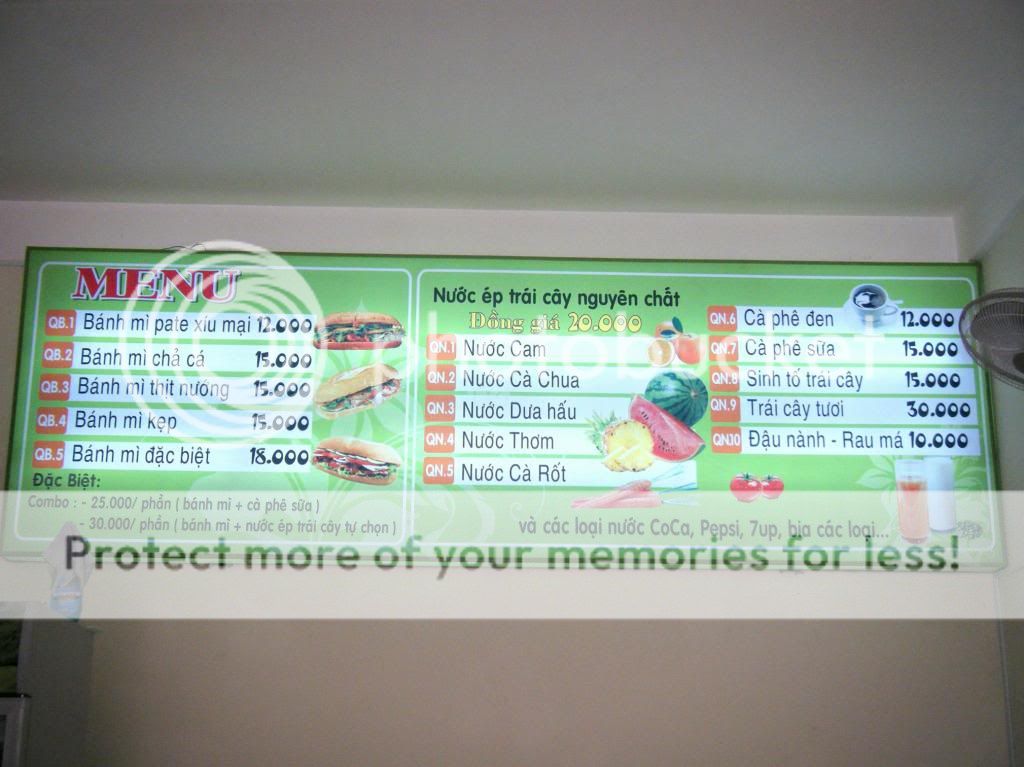 MENU
QB.1 Bánh mì pate xíu mại 12.000
QB.2 Bánh mì chả cá 15.000
QB.3 Bánh mì thịt nướng 15.000
QB.4 Bánh mì kẹp 15.000
QB.5 Bánh mì đặc biệt 18.000
Đặc Biệt:
Combo : - 25.000/ phần ( bánh mì + cà phê sữa )
- 30.000/ phần ( bánh mì + nước ép trái cây tự chọn )
Nước ép trái cây nguyên chất
Đồng giá 20.000
QN.1 Nước Cam
QN.2 Nước Cà Chua
QN.3 Nước Dưa hấu
QN.4 Nước Thơm
QN.5 Nước Cà Rốt
QN.6 Cà phê đen 12.000
QN.7 Cà phê sữa 15.000
QN.8 Sinh tố trái cây 15.000
QN.9 Trái cây tươi 30.000
QN10 Đậu nành - Rau má 10.000
và các loại nước CoCa, Pepsi, 7up, bia các loại...
photobucket
Protect more of your memories for less!